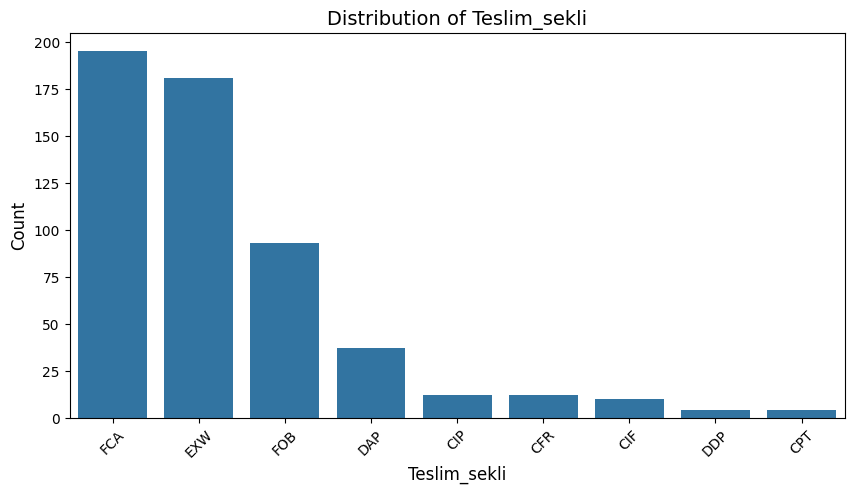 Distribution of Teslim_sekli
200
175
150
125
100
75
50
25
0
Count
FCA
EXW
FOB
DAP
CIP
CFR
CIF
DDP
CPT
Teslim_sekli